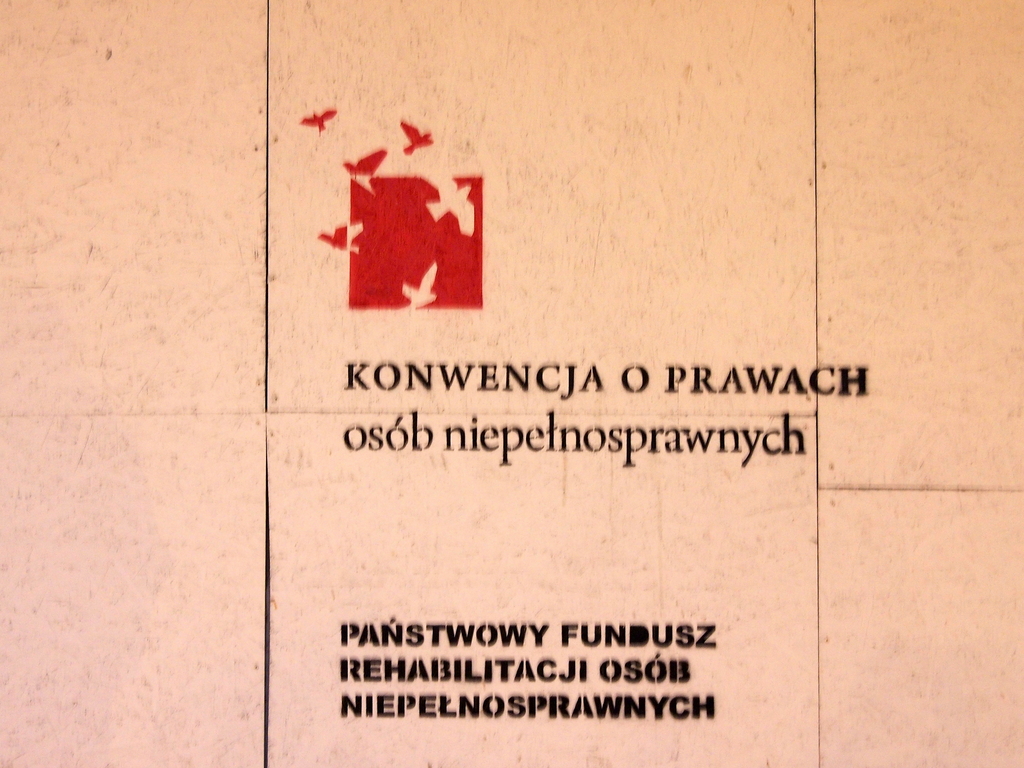 KONWENCJA O PRAWACH
osób niepełnosprawnych
PAŃSTWOWY FUNDUSZ
REHABILITACJI OSÓB
NIEPEŁNOSPRAWNYCH